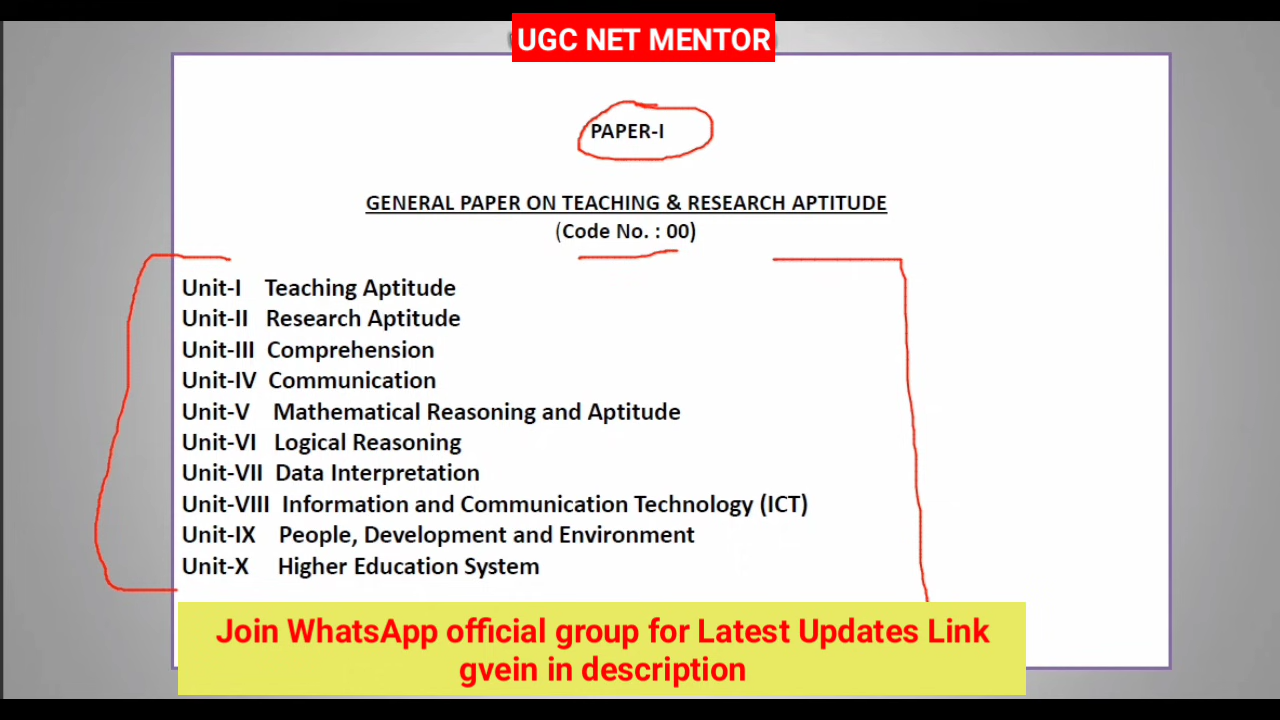 UGC NET MENTOR
PAPER-I
GENERAL PAPER ON TEACHING & RESEARCH APTITUDE
(Code No. : 00)
Unit-I Teaching Aptitude
Unit-II Research Aptitude
Unit-III Comprehension
Unit-IV Communication
Unit-V Mathematical Reasoning and Aptitude
Unit-VI Logical Reasoning
Unit-VII Data Interpretation
Unit-VIII Information and Communication Technology (ICT)
Unit-IX People, Development and Environment
Unit-X Higher Education System
Join WhatsApp official group for Latest Updates Link
gvein in description